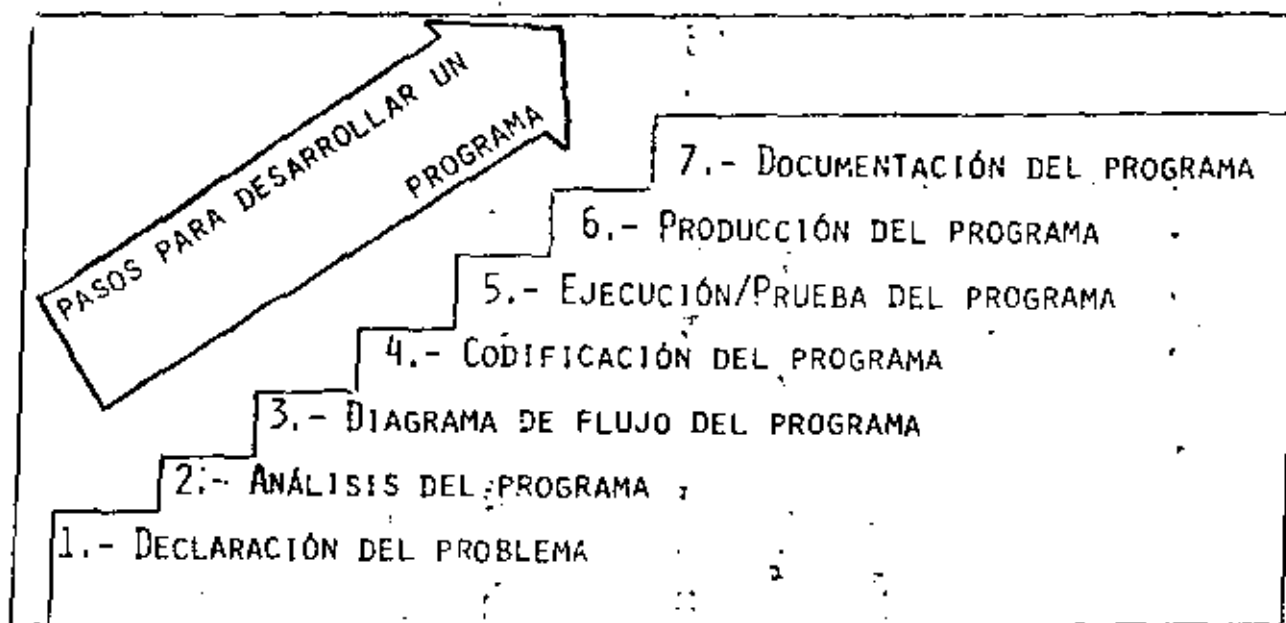 PASOS PARA DESARROLLAR UN
PROGRAMA
7.- DOCUMENTACIÓN DEL PROGRAMA
6.- PRODUCCIÓN DEL PROGRAMA
5.- EJECUCIÓN/PRUEBA DEL PROGRAMA
4.- CODIFICACIÓN DEL PROGRAMA
3.- DIAGRAMA DE FLUJO DEL PROGRAMA
2.- ANÁLISIS DEL PROGRAMA
1.- DECLARACIÓN DEL PROBLEMA